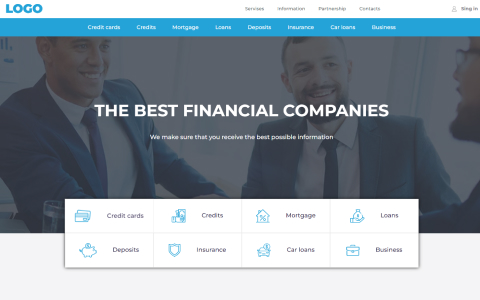 LOGO
Services Information Partnership Contacts Sing in
Credit cards Credits Mortgage Loans Deposits Insurance Car loans Business
THE BEST FINANCIAL COMPANIES
We make sure that you receive the best possible information
Credit cards Credits Mortgage Loans
Deposits Insurance Car loans Business